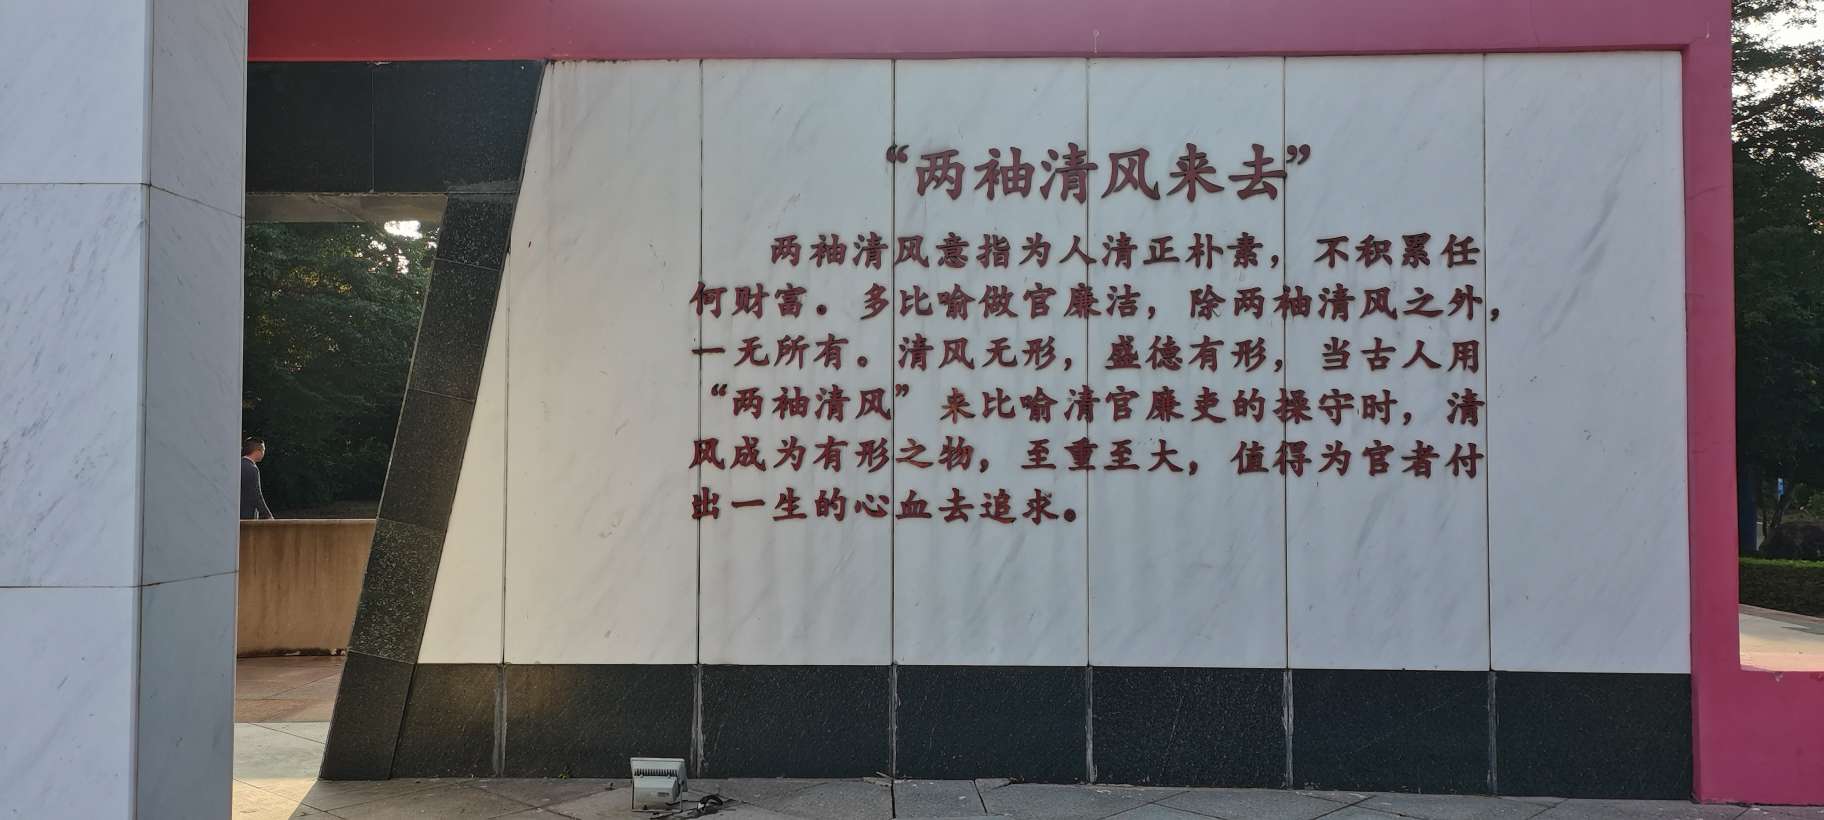 “两袖清风来去”
两袖清风意指为人清正朴素，不积累任
何财富。多比喻做官廉洁，除两袖清风之外，
一无所有。清风无形，盛德有形，当古人用
“两袖清风”来比喻清官廉吏的操守时，清
风成为有形之物，至重至大，值得为官者付
出一生的心血去追求。